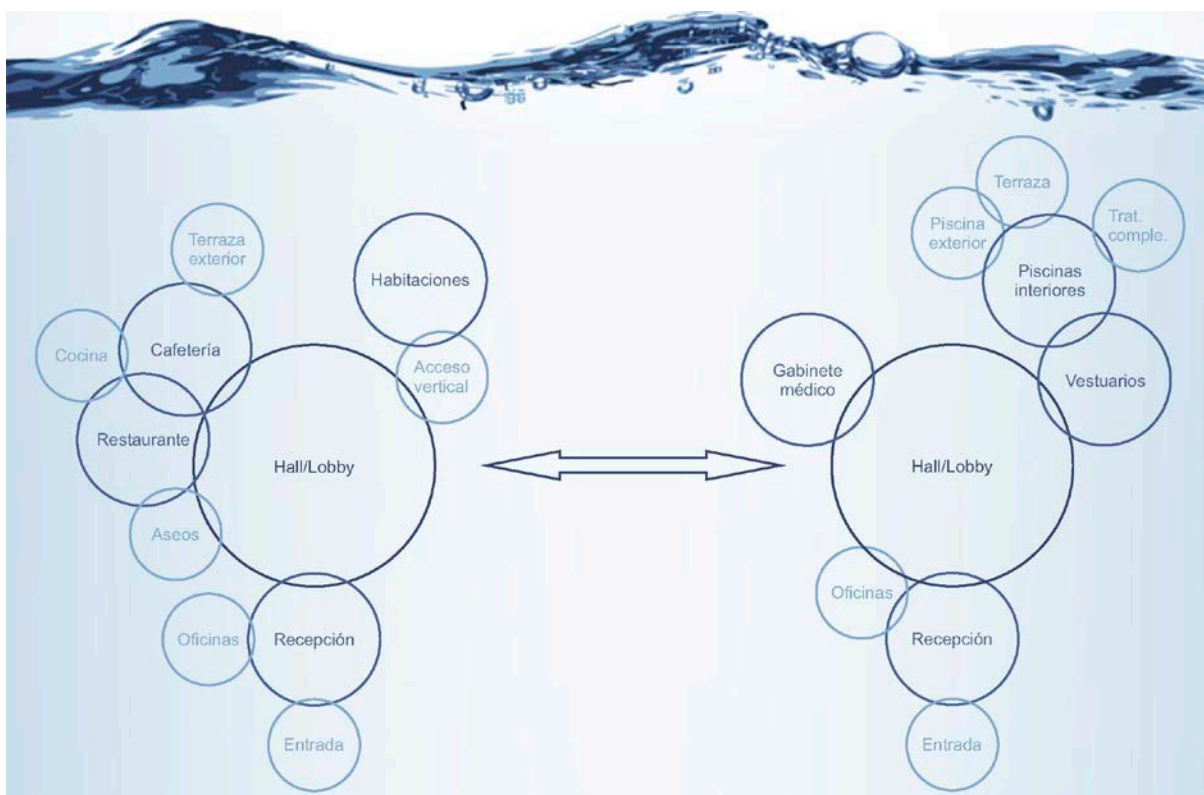 Terraza
exterior
Habitaciones
Cocina
Cafetería
Acceso
vertical
Restaurante
Hall/Lobby
Aseos
Oficinas
Recepción
Entrada
Terraza
Piscina
exterior
Trat.
comple.
Piscinas
interiores
Gabinete
médico
Vestuarios
Hall/Lobby
Oficinas
Recepción
Entrada